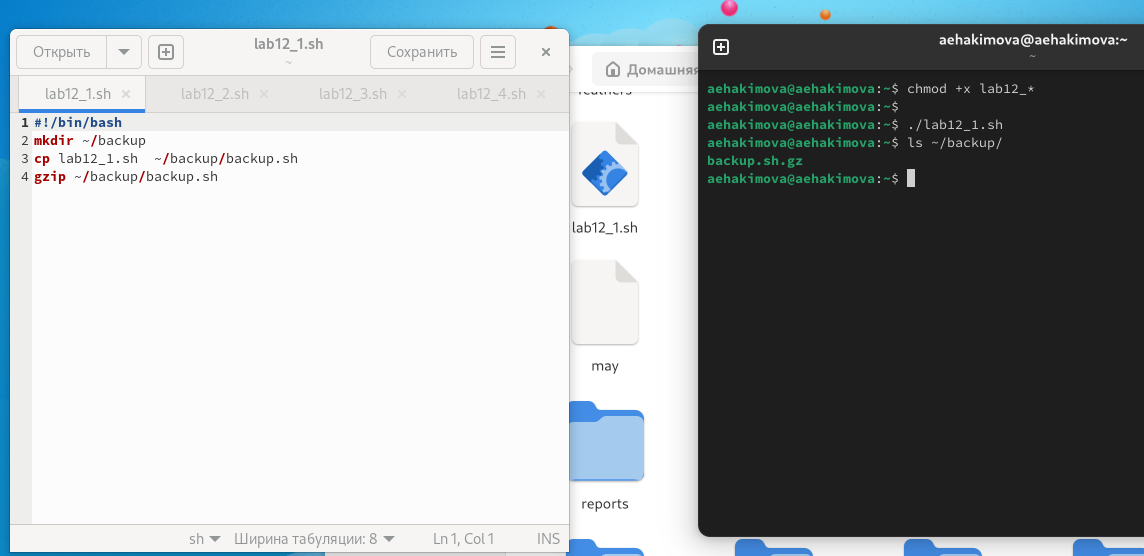 Открыть
lab12_1.sh
~
Сохранить
lab12_1.sh
lab12_2.sh
lab12_3.sh
lab12_4.sh
1 #!/bin/bash
2 mkdir ~/backup
3 cp lab12_1.sh  ~/backup/backup.sh
4 gzip ~/backup/backup.sh
sh
Ширина табуляции: 8
Ln 1, Col 1
INS
Домашняя
feathers
lab12_1.sh
may
reports
aehakimova@aehakimova:~
~
aehakimova@aehakimova:~$ chmod +x lab12_*
aehakimova@aehakimova:~$
aehakimova@aehakimova:~$ ./lab12_1.sh
aehakimova@aehakimova:~$ ls ~/backup/
backup.sh.gz
aehakimova@aehakimova:~$